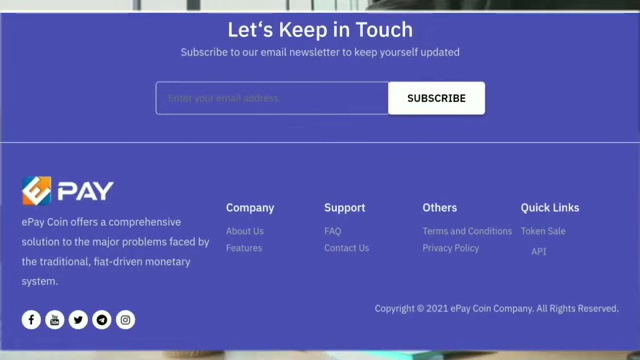 Let‘s Keep in Touch
Subscribe to our email newsletter to keep yourself updated
Enter your email address
SUBSCRIBE
PAY
ePay Coin offers a comprehensive
solution to the major problems faced by
the traditional, fiat-driven monetary
system.
Company
About Us
Features
Support
FAQ
Contact Us
Others
Terms and Conditions
Privacy Policy
Quick Links
Token Sale
API
Copyright © 2021 ePay Coin Company. All Rights Reserved.